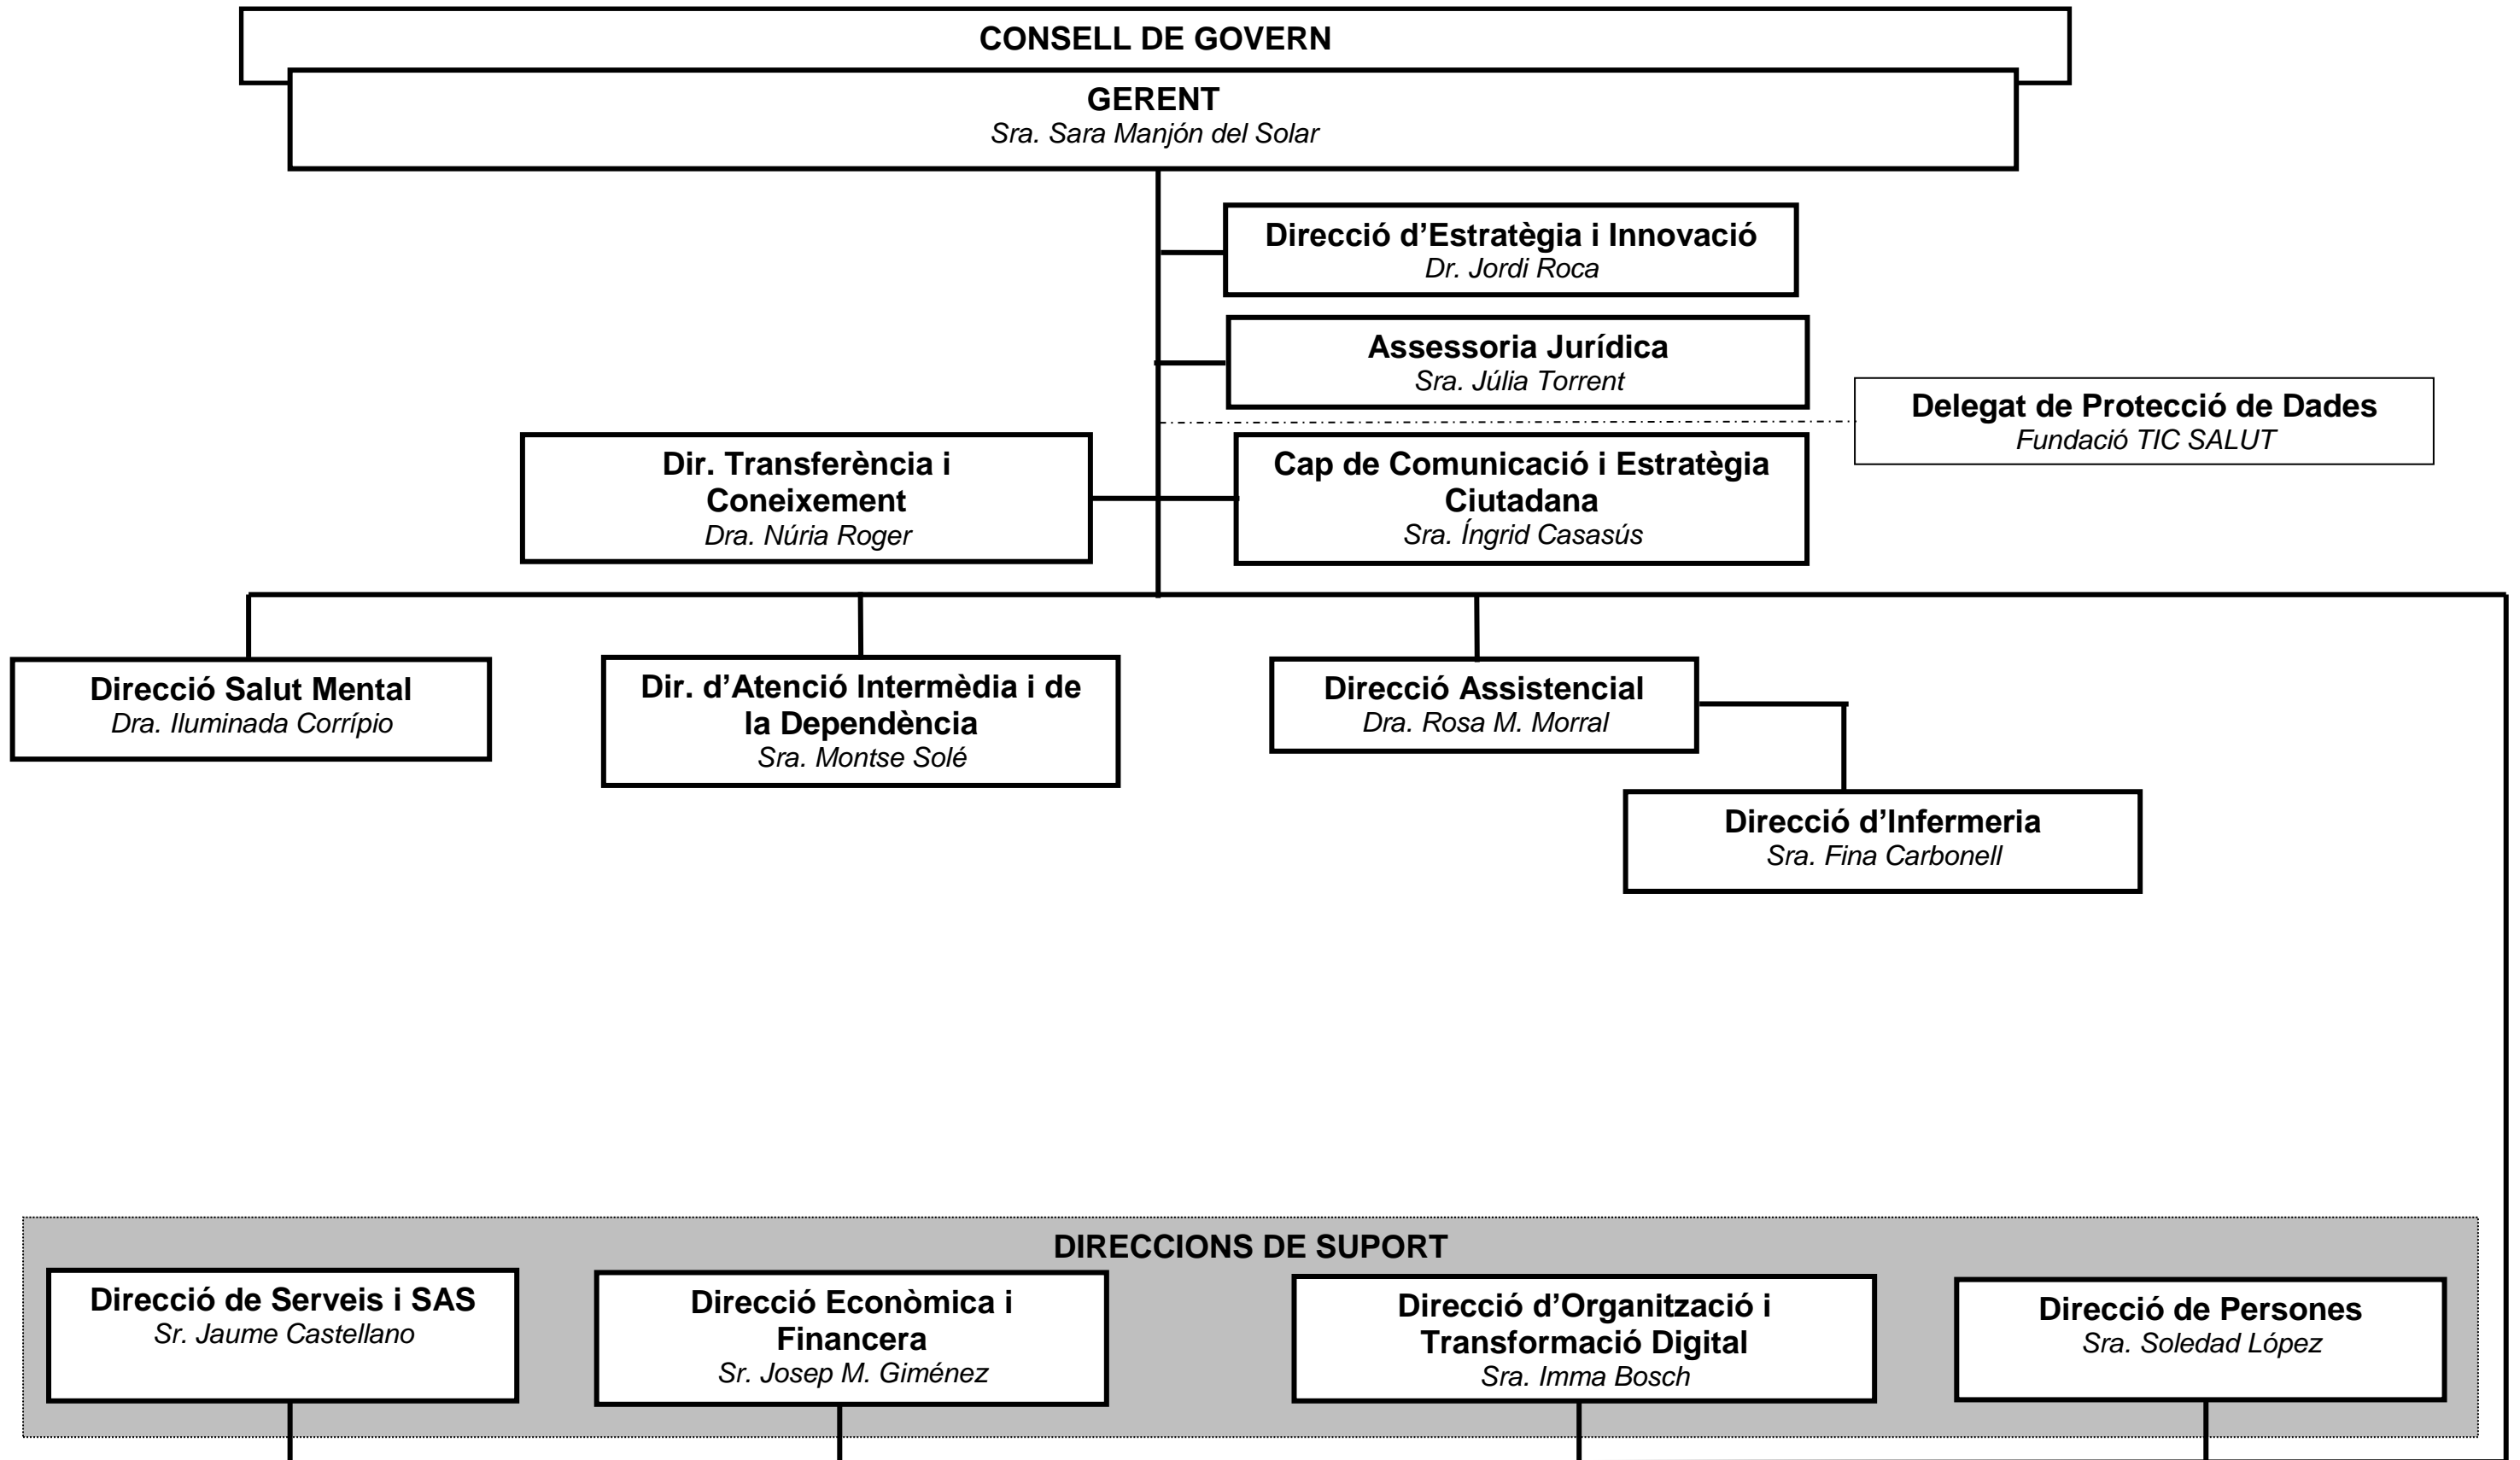 CONSELL DE GOVERN
GERENT
Sra. Sara Manjón del Solar
Direcció d’Estratègia i Innovació
Dr. Jordi Roca
Assessoria Jurídica
Sra. Júlia Torrent
Delegat de Protecció de Dades
Fundació TIC SALUT
Dir. Transferència i
Coneixement
Dra. Núria Roger
Cap de Comunicació i Estratègia
Ciutadana
Sra. Íngrid Casasús
Direcció Salut Mental
Dra. Iluminada Corrípio
Dir. d’Atenció Intermèdia i de
la Dependència
Sra. Montse Solé
Direcció Assistencial
Dra. Rosa M. Morral
Direcció d’Infermeria
Sra. Fina Carbonell
DIRECCIONS DE SUPORT
Direcció de Serveis i SAS
Sr. Jaume Castellano
Direcció Econòmica i
Financera
Sr. Josep M. Giménez
Direcció d’Organització i
Transformació Digital
Sra. Imma Bosch
Direcció de Persones
Sra. Soledad López